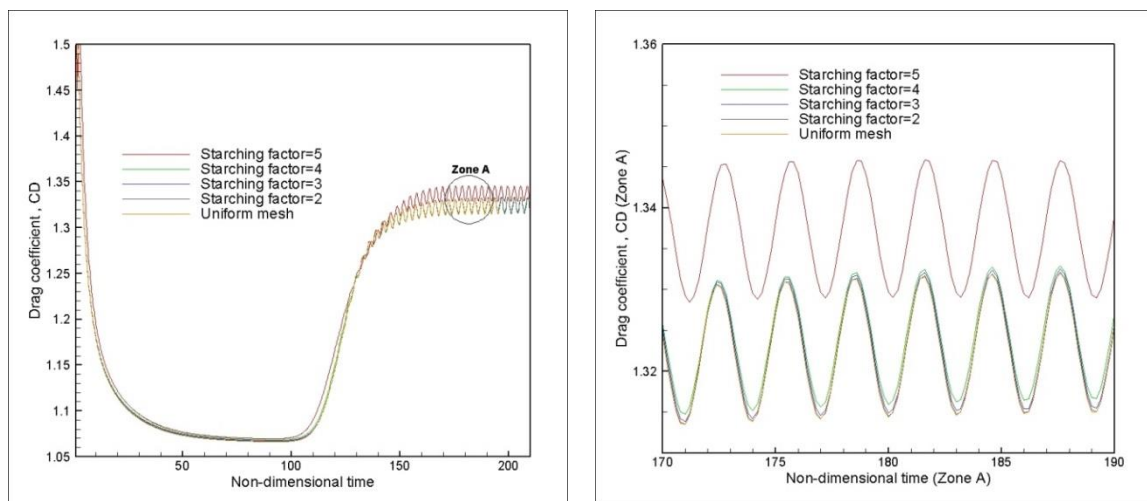 1.5
1.45
1.4
1.35
1.3
1.25
1.2
1.15
1.1
1.05
50
100
150
200
Drag coefficient , CD
Non-dimensional time
Starching factor=5
Starching factor=4
Starching factor=3
Starching factor=2
Uniform mesh
Zone A
1.36
1.34
1.32
170
175
180
185
190
Drag coefficient , CD (Zone A)
Non-dimensional time (Zone A)
Starching factor=5
Starching factor=4
Starching factor=3
Starching factor=2
Uniform mesh